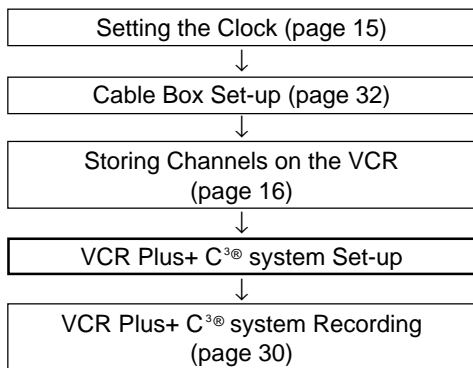 Setting the Clock (page 15)
↓
Cable Box Set-up (page 32)
↓
Storing Channels on the VCR
(page 16)
↓
VCR Plus+ C³® system Set-up
↓
VCR Plus+ C³® system Recording
(page 30)